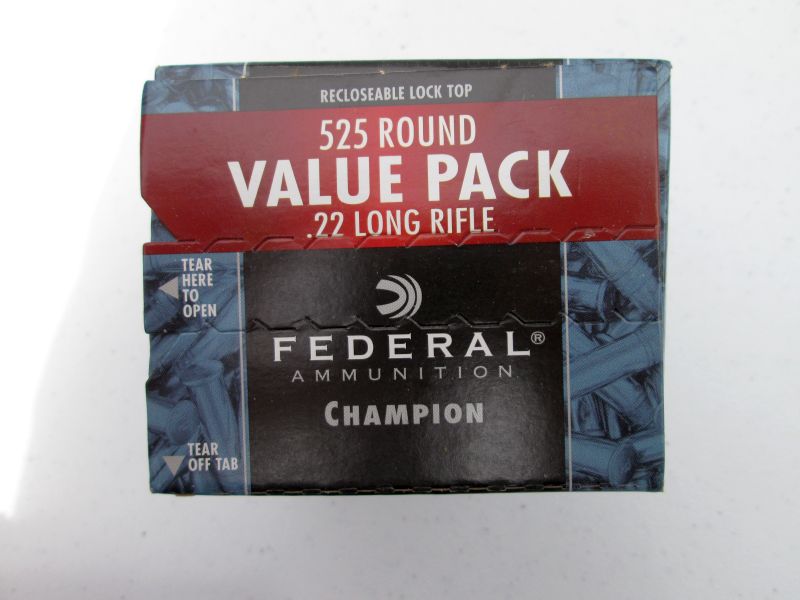 RECLOSEABLE LOCK TOP
525 ROUND
VALUE PACK
.22 LONG RIFLE
TEAR
HERE
TO
OPEN
FEDERAL®
AMMUNITION
CHAMPION
TEAR
OFF TAB